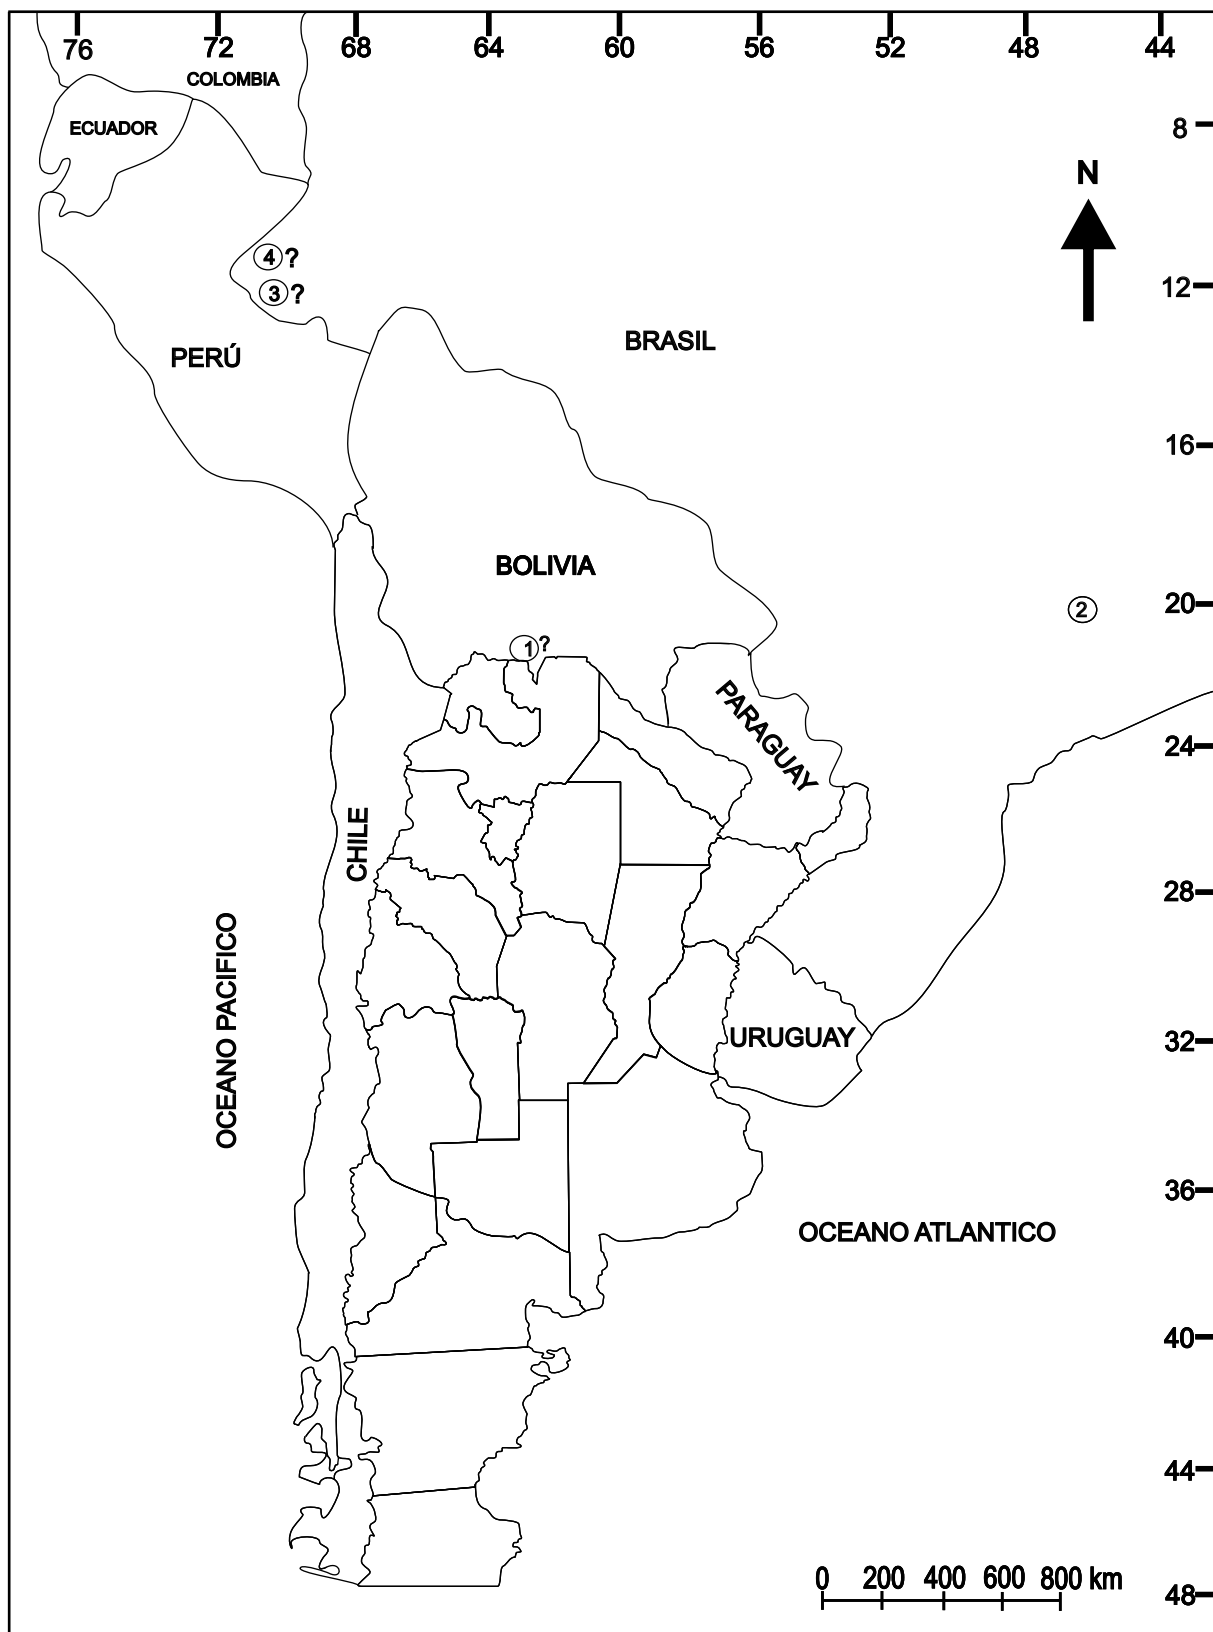 76 72 68 64 60 56 52 48 44
COLOMBIA
ECUADOR
8
N
4 ?
3 ?
12
BRASIL
PERÚ
16
BOLIVIA
20
2
1 ?
PARAGUAY
24
CHILE
28
OCEANO PACIFICO
URUGUAY
32
36
OCEANO ATLANTICO
40
44
0 200 400 600 800 km
48